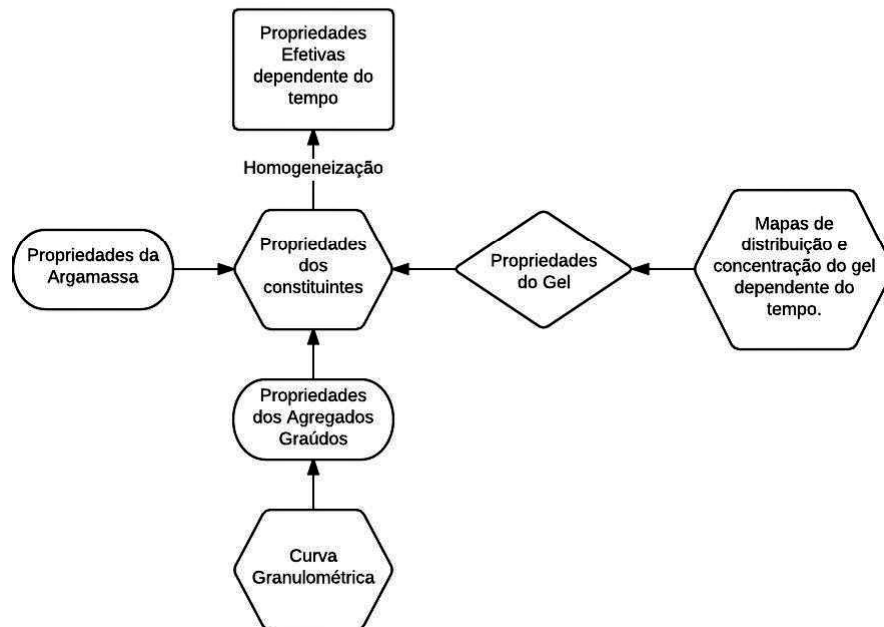 Propriedades
Efetivas
dependente do
tempo
Homogeneização
Propriedades da
Argamassa
Propriedades
dos
constituintes
Propriedades
do Gel
Mapas de
distribuição e
concentração do gel
dependente do
tempo.
Propriedades
dos Agregados
Graúdos
Curva
Granulométrica